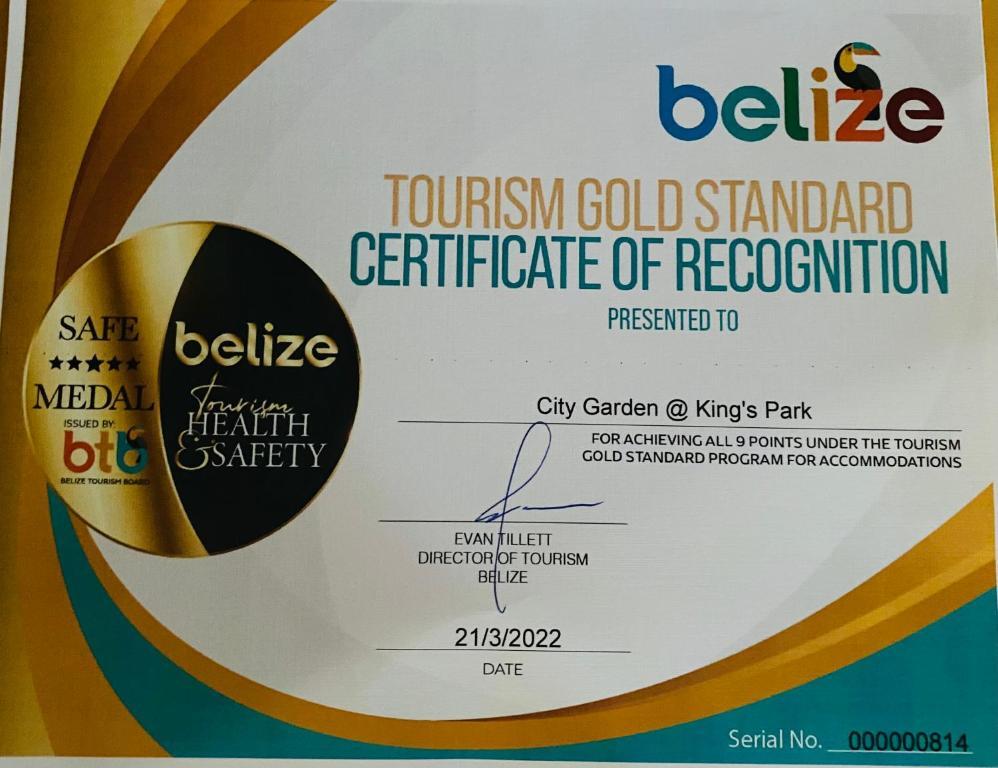 belize
TOURISM GOLD STANDARD
CERTIFICATE OF RECOGNITION
PRESENTED TO
City Garden @ King's Park
FOR ACHIEVING ALL 9 POINTS UNDER THE TOURISM
GOLD STANDARD PROGRAM FOR ACCOMMODATIONS
SAFE
MEDAL
ISSUED BY:
btb
BELIZE TOURISM BOARD
belize
Tourism
HEALTH
&SAFETY
EVAN TILLETT
DIRECTOR OF TOURISM
BELIZE
21/3/2022
DATE
Serial No. 000000814